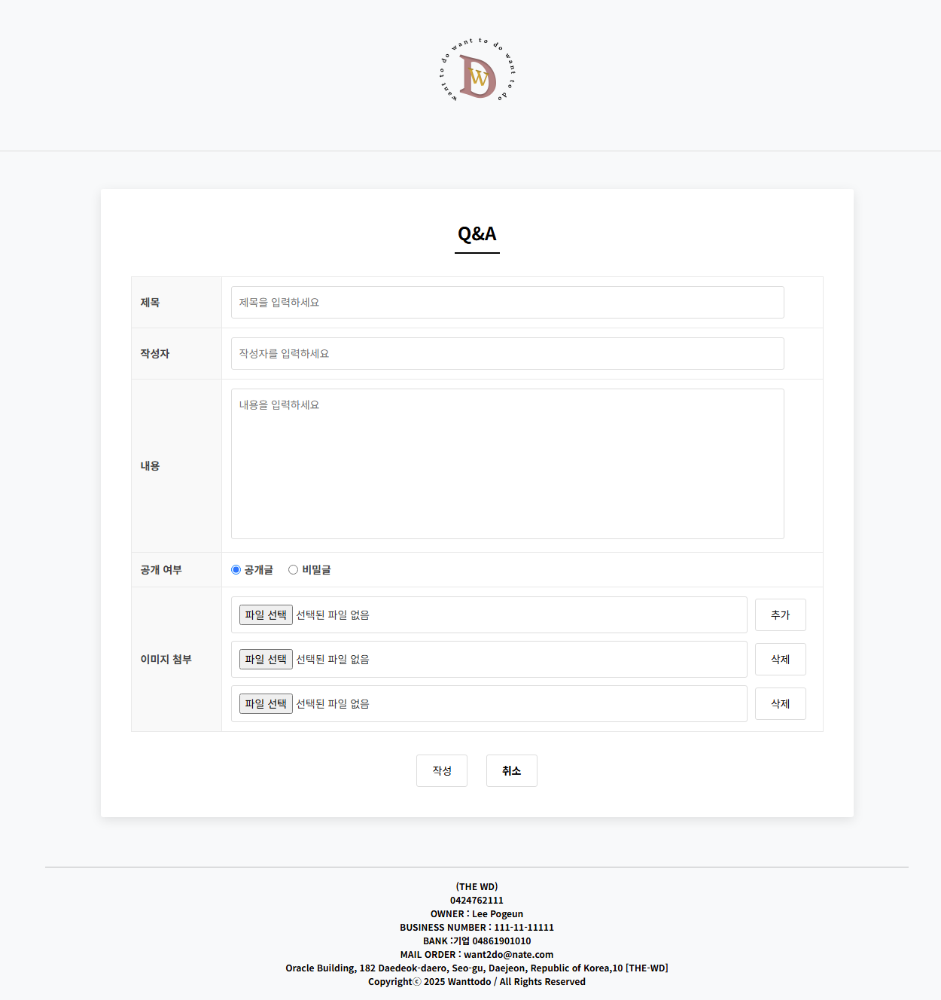 want to do want to do want to do
DW
Q&A
제목
제목을 입력하세요
작성자
작성자를 입력하세요
내용
내용을 입력하세요
공개 여부
공개글 비밀글
이미지 첨부
파일 선택 선택된 파일 없음 추가
파일 선택 선택된 파일 없음 삭제
파일 선택 선택된 파일 없음 삭제
작성 취소
(THE WD)
0424762111
OWNER : Lee Pogeun
BUSINESS NUMBER : 111-11-11111
BANK :기업 04861901010
MAIL ORDER : want2do@nate.com
Oracle Building, 182 Daedeok-daero, Seo-gu, Daejeon, Republic of Korea,10 [THE-WD]
Copyrightⓒ 2025 Wanttodo / All Rights Reserved